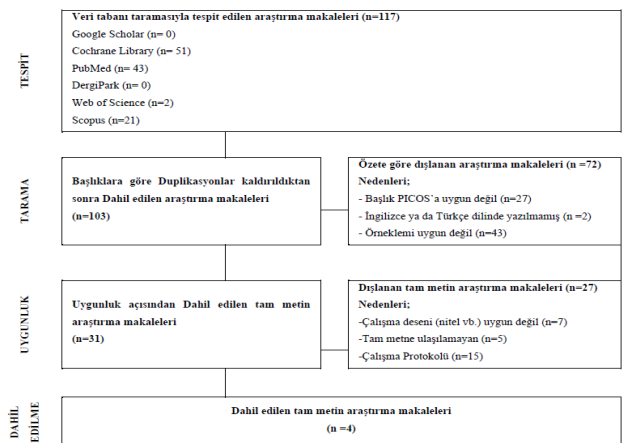 TESPİT
Veri tabanı taramasıyla tespit edilen araştırma makaleleri (n=117)
Google Scholar (n= 0)
Cochrane Library (n= 51)
PubMed (n= 43)
DergiPark (n= 0)
Web of Science (n=2)
Scopus (n=21)
TARAMA
Başlıklara göre Duplikasyonlar kaldırıldıktan
sonra Dahil edilen araştırma makaleleri
(n=103)
Özete göre dışlanan araştırma makaleleri (n =72)
Nedenleri;
- Başlık PICOS’a uygun değil (n=27)
- İngilizce ya da Türkçe dilinde yazılmamış (n =2)
- Örneklemi uygun değil (n=43)
UYGUNLUK
Uygunluk açısından Dahil edilen tam metin
araştırma makaleleri
(n=31)
Dışlanan tam metin araştırma makaleleri (n=27)
Nedenleri;
-Çalışma deseni (nitel vb.) uygun değil (n=7)
-Tam metne ulaşılamayan (n=5)
-Çalışma Protokolü (n=15)
DAHİL
EDİLME
Dahil edilen tam metin araştırma makaleleri
(n =4)